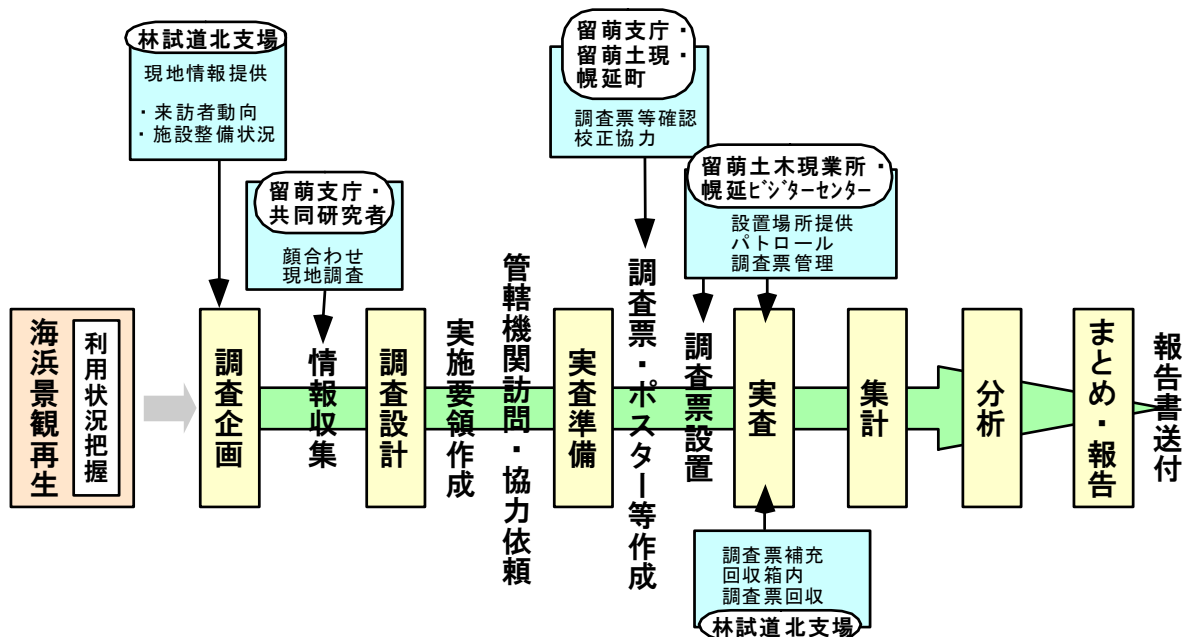 林試道北支場
現地情報提供
・来訪者動向
・施設整備状況
留萌支庁・
共同研究者
顔合わせ
現地調査
留萌支庁・
留萌土現・
幌延町
調査票等確認
校正協力
留萌土木現業所・
幌延ﾋﾞｼﾞﾀｰセンター
設置場所提供
パトロール
調査票管理
海浜景観再生
利用状況把握
調査企画
情報収集
調査設計
実施要領作成
管轄機関訪問・協力依頼
実査準備
調査票・ポスター等作成
調査票設置
実査
集計
分析
まとめ・報告
報告書送付
調査票補充
回収箱内
調査票回収
林試道北支場